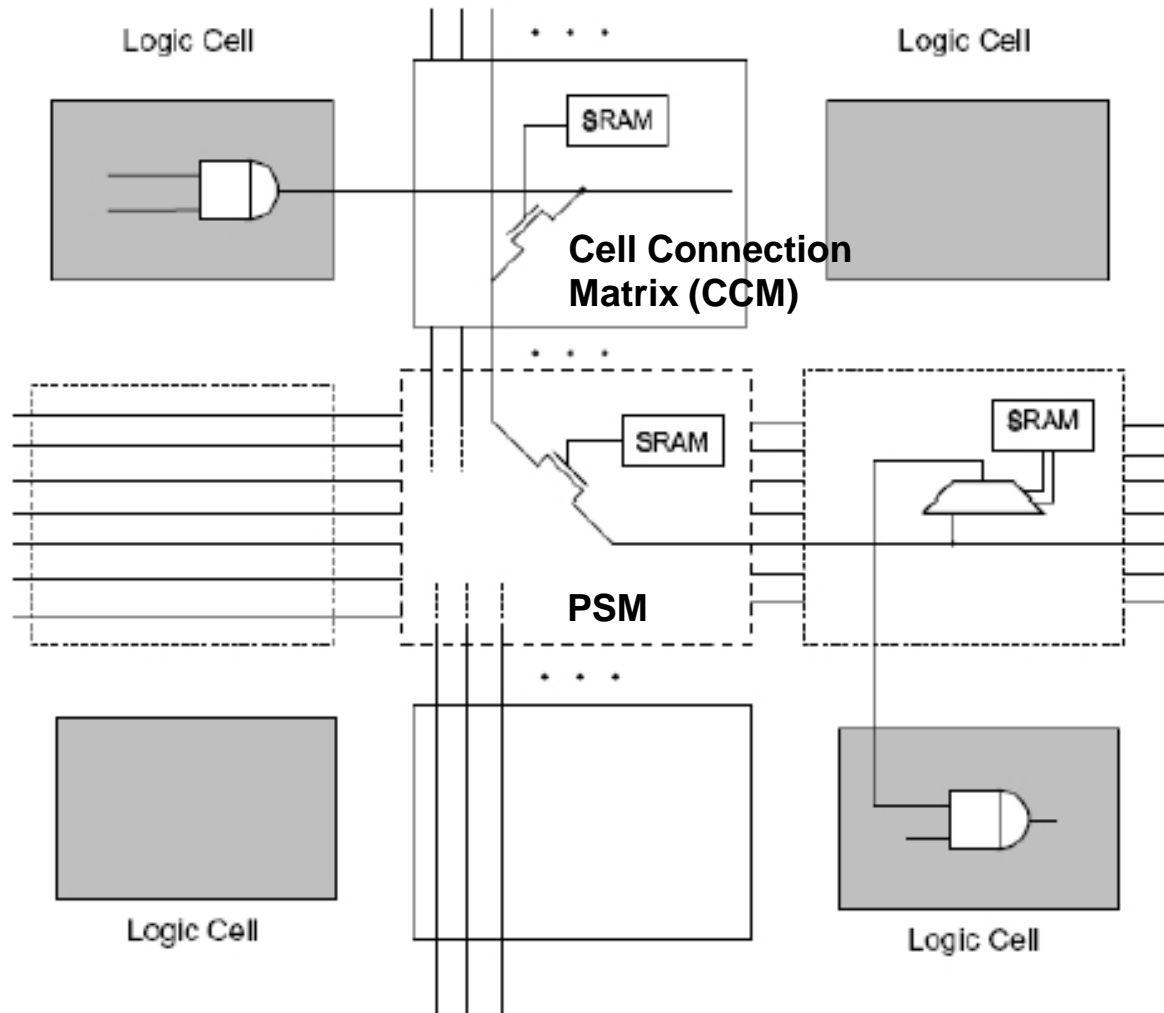 Logic Cell
Logic Cell
SRAM
Cell Connection
Matrix (CCM)
SRAM
SRAM
PSM
Logic Cell
Logic Cell